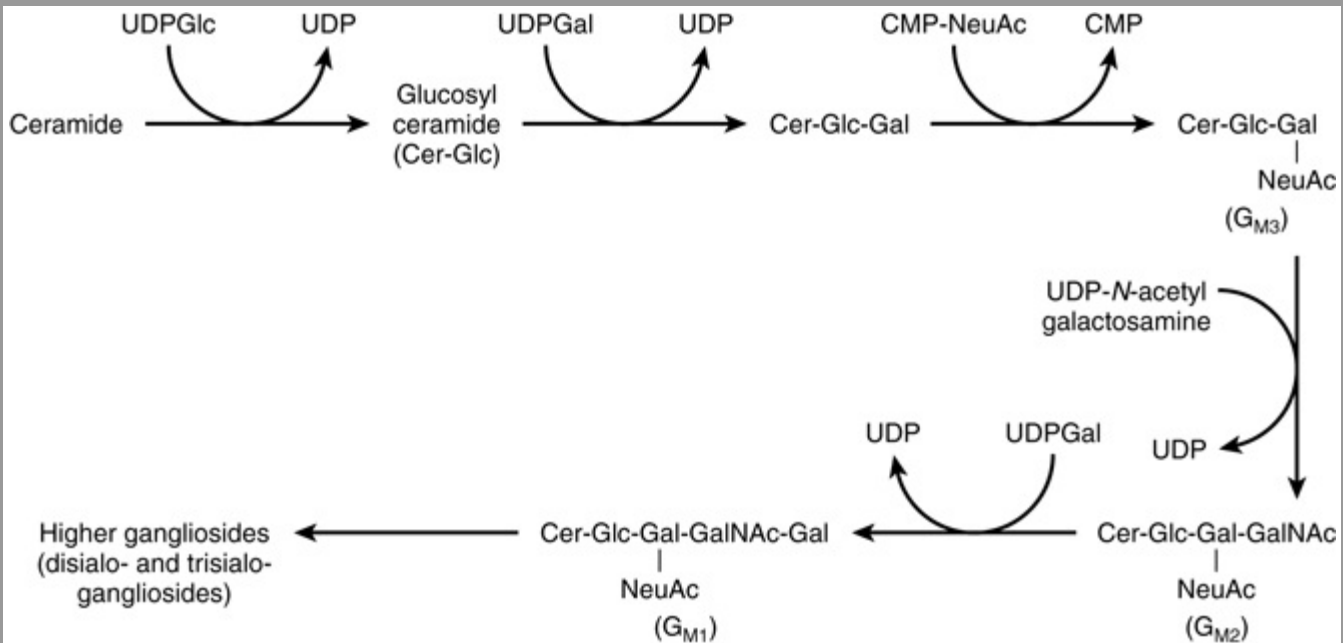 UDPGlc UDP UDPGal UDP CMP-NeuAc CMP
Ceramide
Glucosyl
ceramide
(Cer-Glc)
Cer-Glc-Gal
Cer-Glc-Gal
NeuAc
(GM3)
UDP-N-acetyl
galactosamine
UDP
UDP UDPGal
Cer-Glc-Gal-GalNAc
NeuAc
(GM2)
Cer-Glc-Gal-GalNAc-Gal
NeuAc
(GM1)
Higher gangliosides
(disialo- and trisialo-
gangliosides)